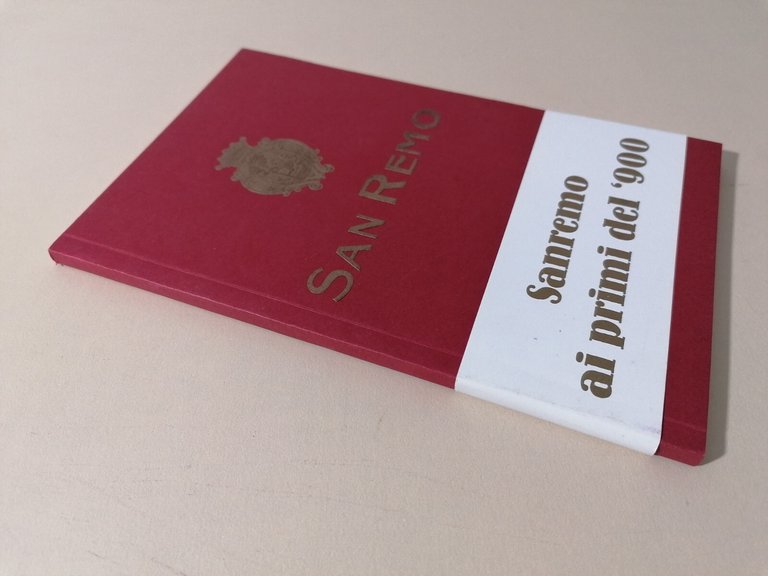 SAN REMO
Sanremo
ai primi del '900